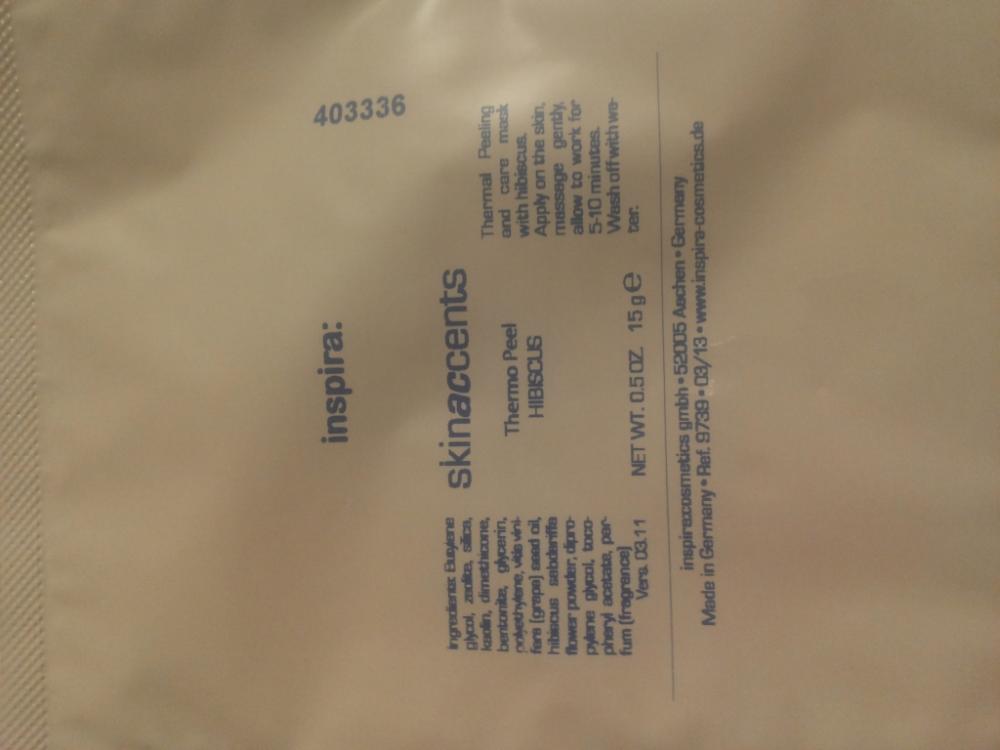 403336
inspira:
skinaccents
Thermo Peel
HIBISCUS
Ingredients: Butylene
glycol, zeolite, silica,
kaolin, dimethicone,
bentonite, glycerin,
polyethylene, vitis vini-
fera (grape) seed oil,
hibiscus sabdariffa
flower powder, dipro-
pylene glycol, toco-
pheryl acetate, par-
fum (fragrance)
Vers. 03.11
NET WT. 0.5 OZ. 15 g e
Thermal Peeling
and care mask
with hibiscus.
Apply on the skin,
massage gently,
allow to work for
5-10 minutes.
Wash off with wa-
ter.
inspira:cosmetics gmbh • 52005 Aachen • Germany
Made in Germany • Ref. 9739 • 03/13 • www.inspira-cosmetics.de